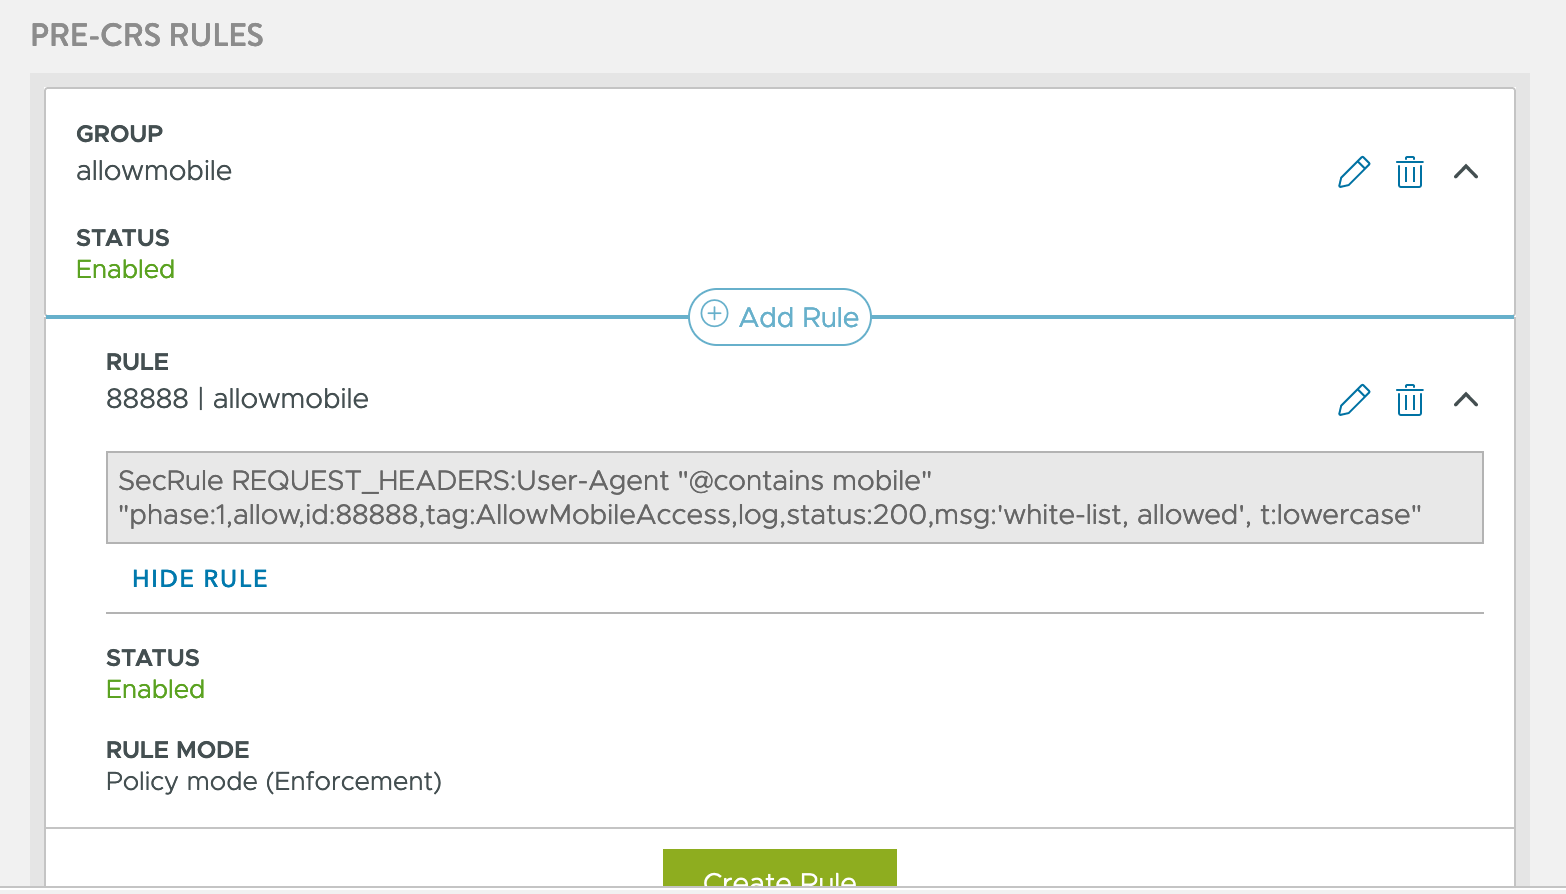 PRE-CRS RULES
GROUP
allowmobile
STATUS
Enabled
Add Rule
RULE
88888 | allowmobile
SecRule REQUEST_HEADERS:User-Agent "@contains mobile"
"phase:1,allow,id:88888,tag:AllowMobileAccess,log,status:200,msg:'white-list, allowed', t:lowercase"
HIDE RULE
STATUS
Enabled
RULE MODE
Policy mode (Enforcement)
Create Rule